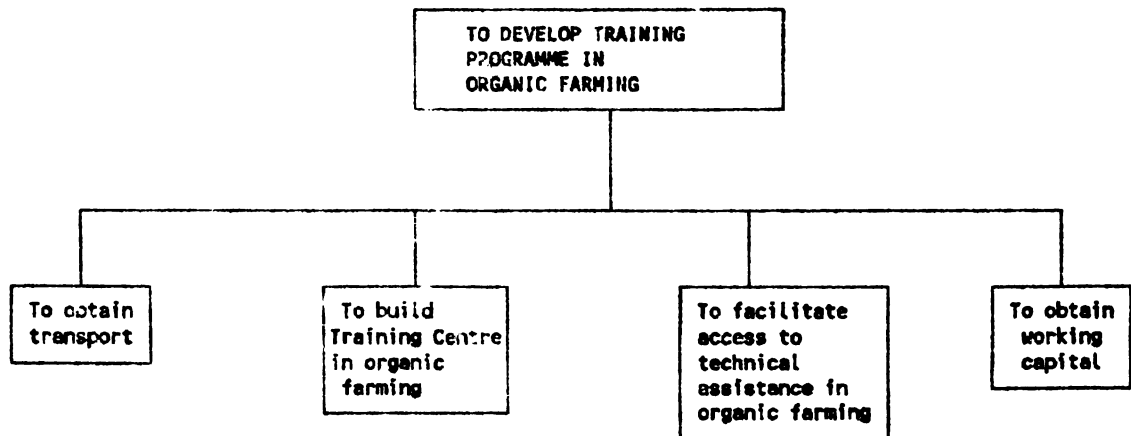 TO DEVELOP TRAINING
PROGRAMME IN
ORGANIC FARMING
To obtain
transport
To build
Training Centre
in organic
farming
To facilitate
access to
technical
assistance in
organic farming
To obtain
working
capital